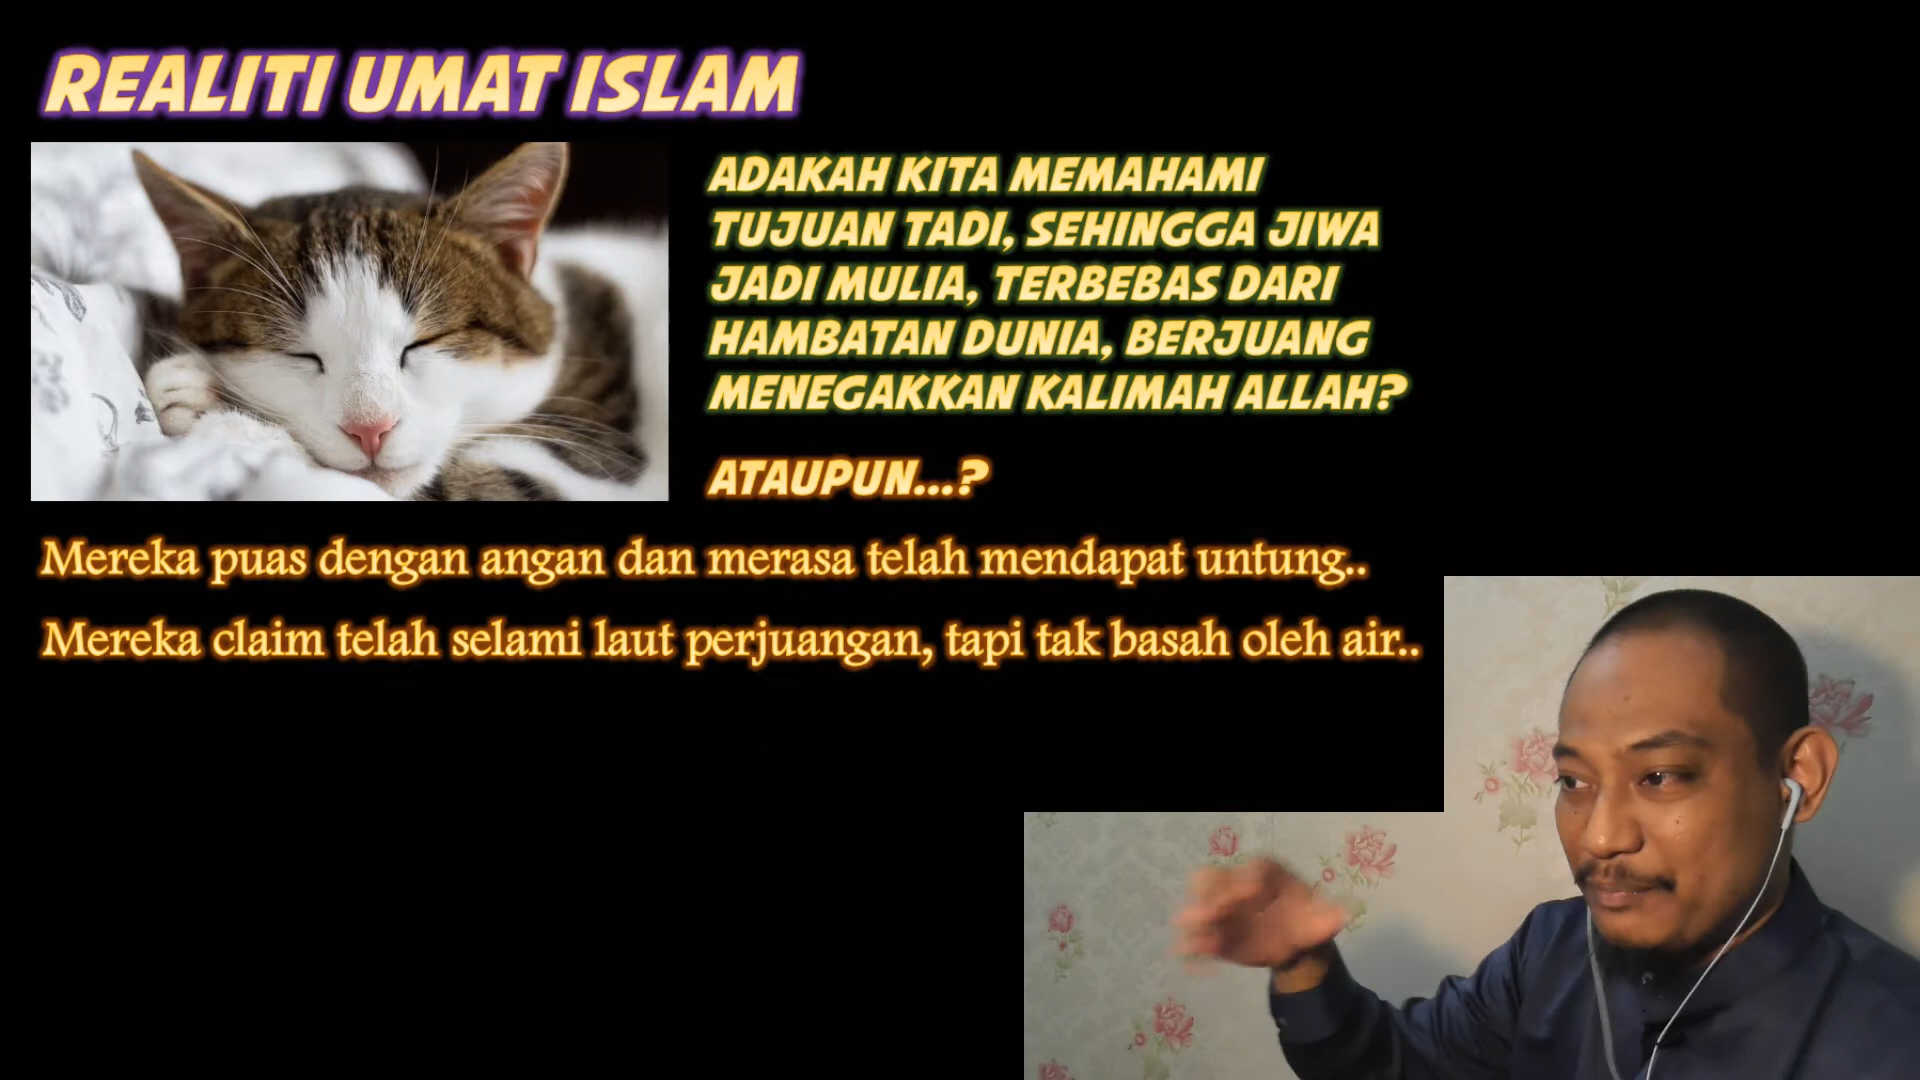 REALITI UMAT ISLAM
ADAKAH KITA MEMAHAMI
TUJUAN TADI, SEHINGGA JIWA
JADI MULIA, TERBEBAS DARI
HAMBATAN DUNIA, BERJUANG
MENEGAKKAN KALIMAH ALLAH?
ATAUPUN...?
Mereka puas dengan angan dan merasa telah mendapat untung..
Mereka claim telah selami laut perjuangan, tapi tak basah oleh air..